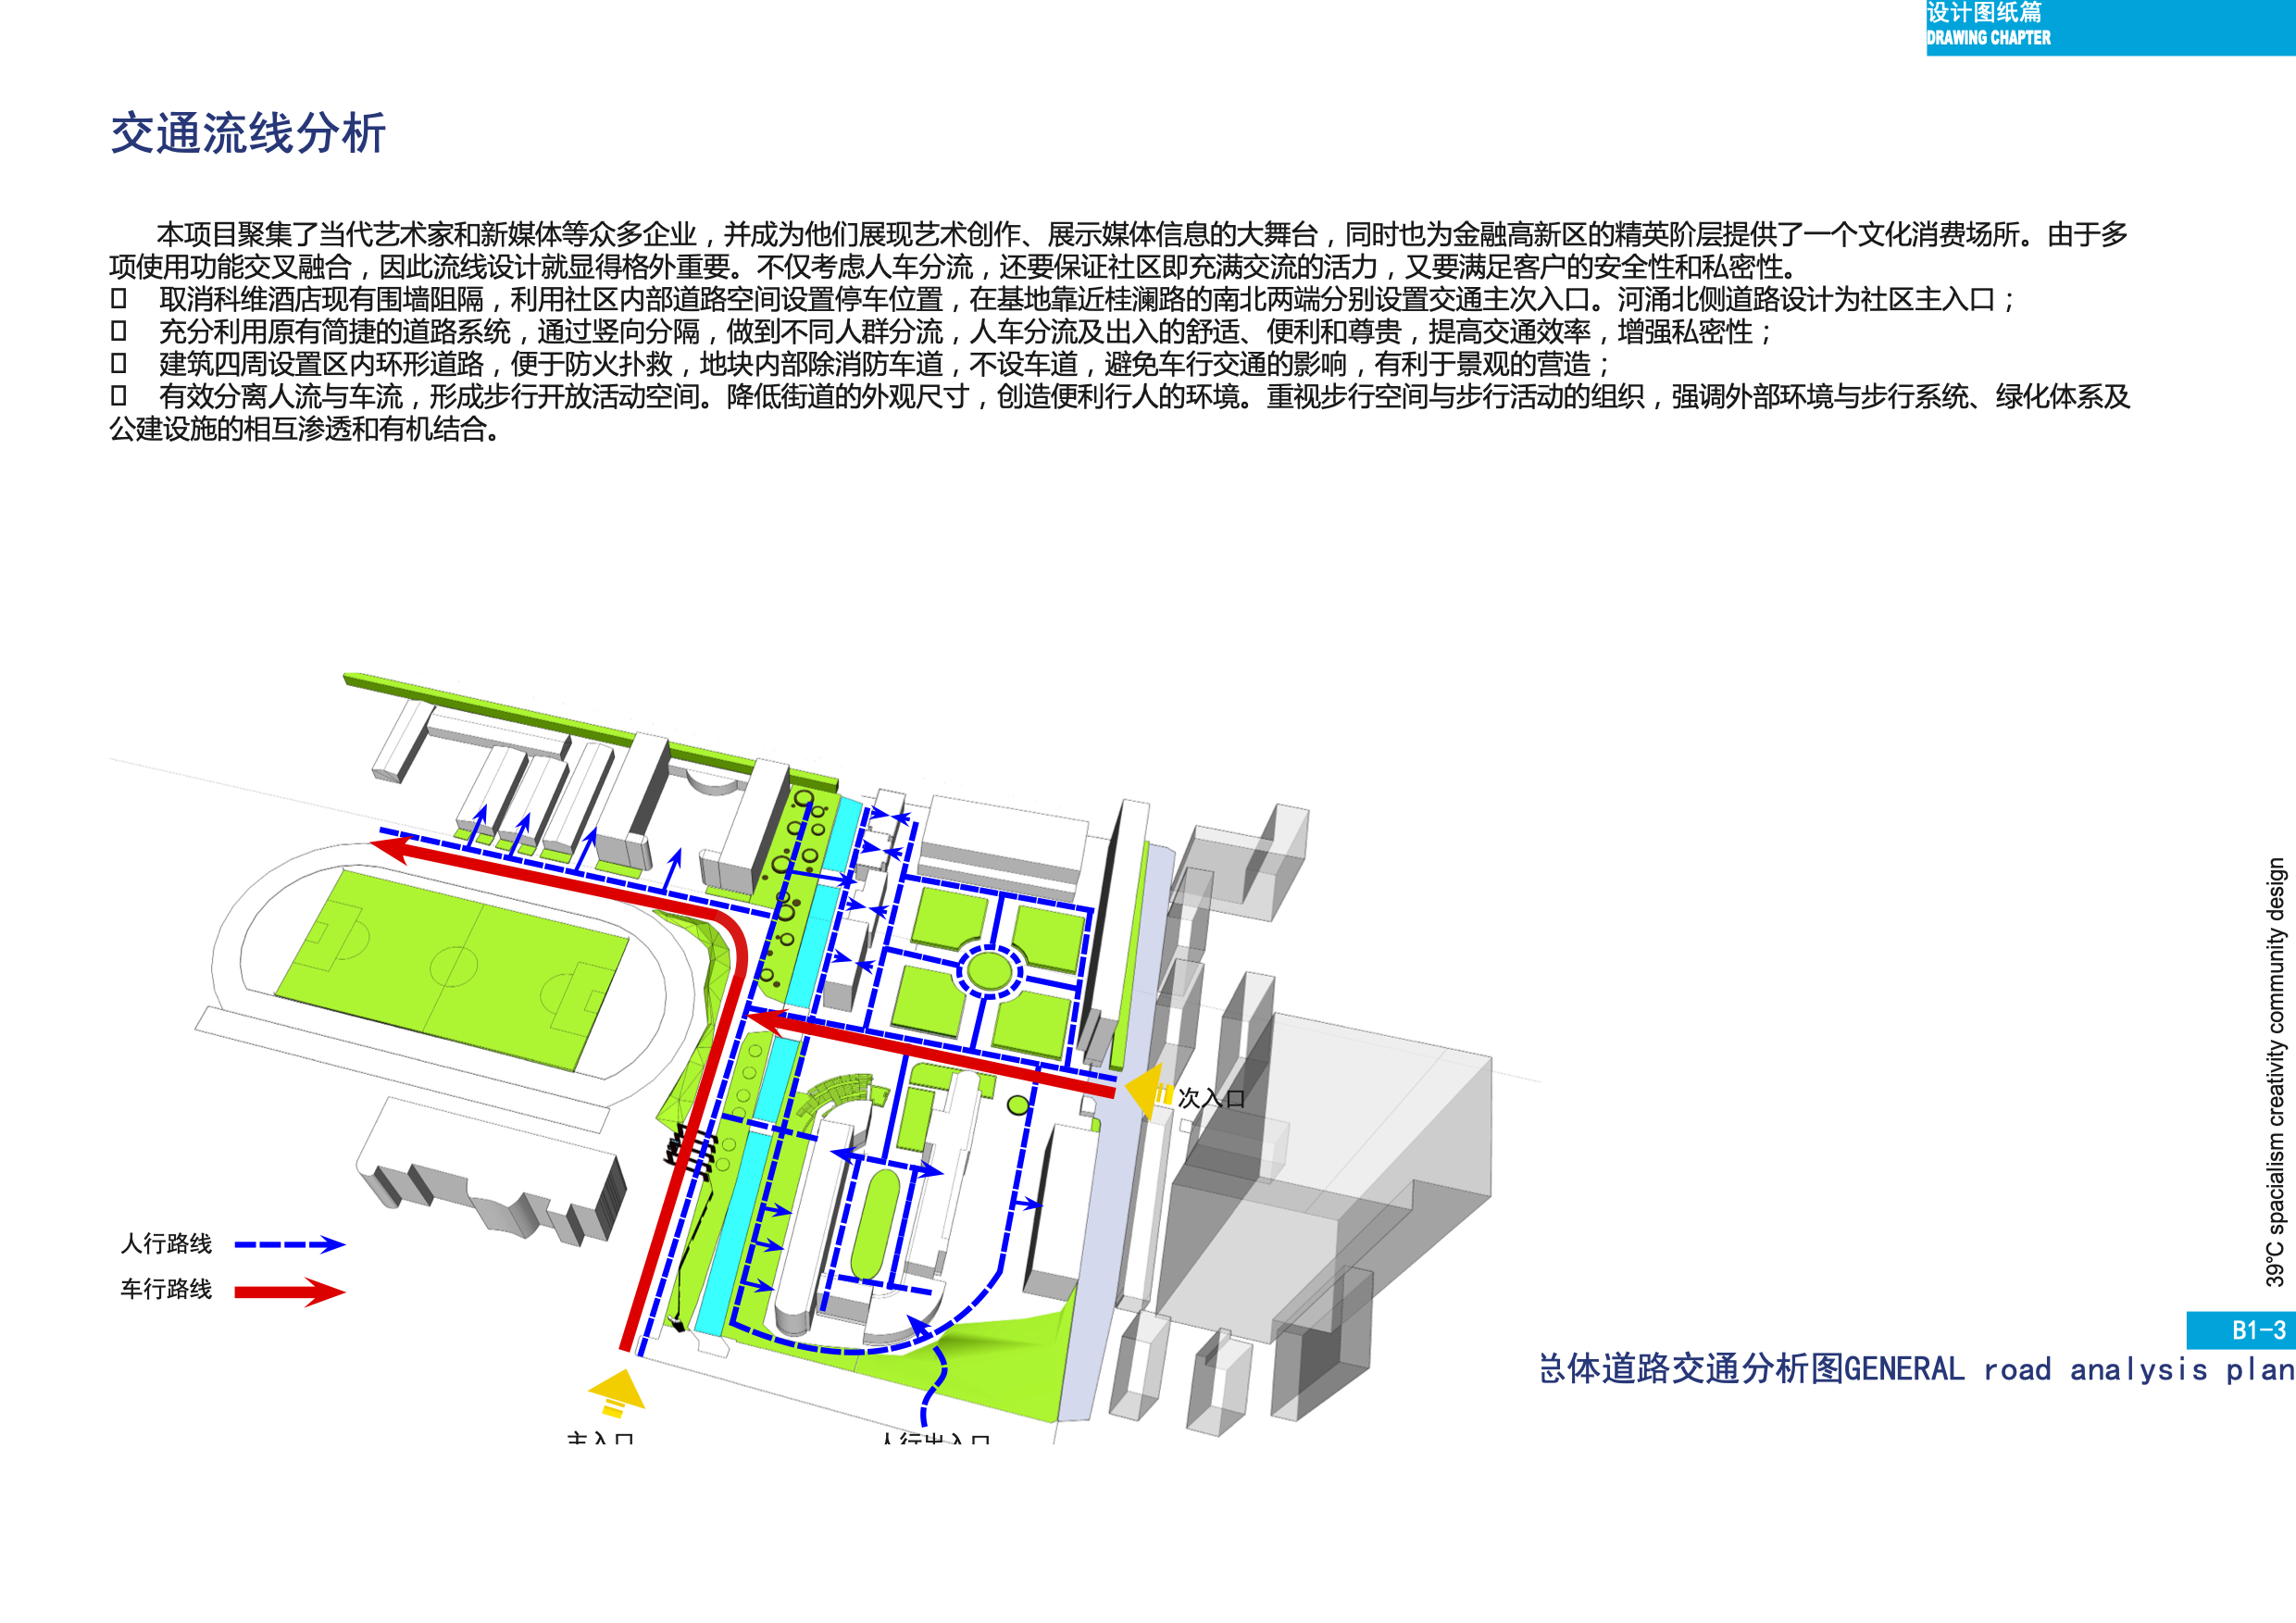 设计图纸篇
DRAWING CHAPTER
交通流线分析
本项目聚集了当代艺术家和新媒体等众多企业，并成为他们展现艺术创作、展示媒体信息的大舞台，同时也为金融高新区的精英阶层提供了一个文化消费场所。由于多
项使用功能交叉融合，因此流线设计就显得格外重要。不仅考虑人车分流，还要保证社区即充满交流的活力，又要满足客户的安全性和私密性。
取消科维酒店现有围墙阻隔，利用社区内部道路空间设置停车位置，在基地靠近桂澜路的南北两端分别设置交通主次入口。河涌北侧道路设计为社区主入口；
充分利用原有简捷的道路系统，通过竖向分隔，做到不同人群分流，人车分流及出入的舒适、便利和尊贵，提高交通效率，增强私密性；
建筑四周设置区内环形道路，便于防火扑救，地块内部除消防车道，不设车道，避免车行交通的影响，有利于景观的营造；
有效分离人流与车流，形成步行开放活动空间。降低街道的外观尺寸，创造便利行人的环境。重视步行空间与步行活动的组织，强调外部环境与步行系统、绿化体系及
公建设施的相互渗透和有机结合。
次入口
人行路线
车行路线
主入口
人行出入口
39℃ spacialism creativity community design
B1-3
总体道路交通分析图GENERAL road analysis plan